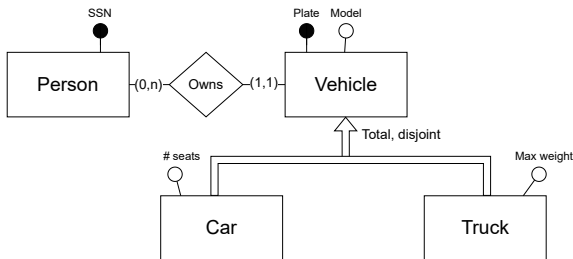 SSN
Plate
Model
Person
(0,n)
Owns
(1,1)
Vehicle
Total, disjoint
# seats
Max weight
Car
Truck